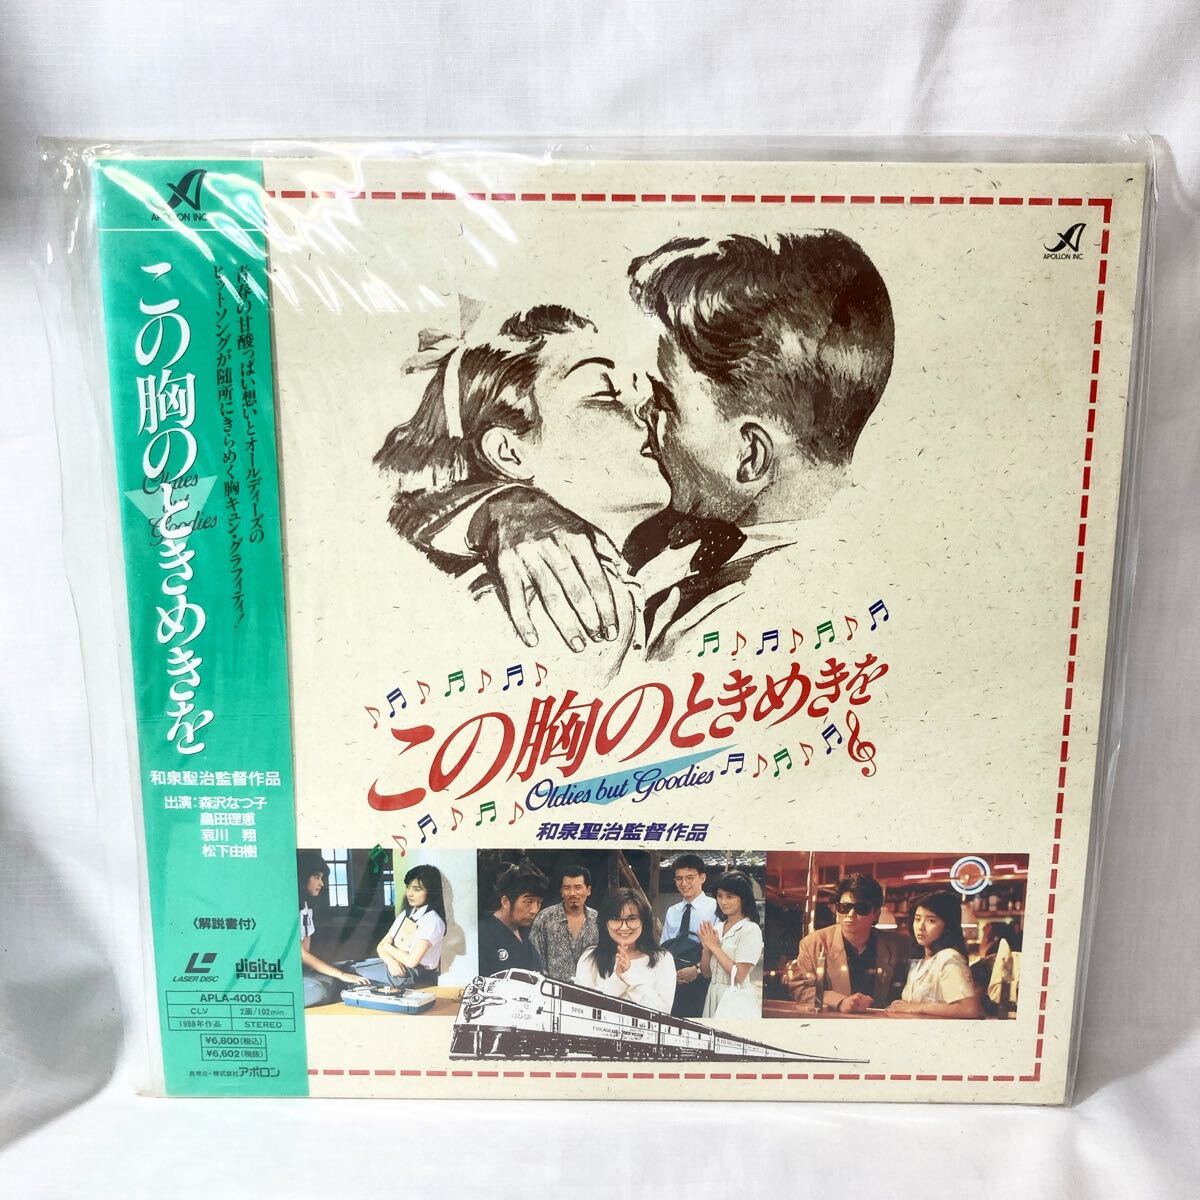 APOLLON INC.
青春の甘酸っぱい想いとオールディーズの
ヒットソングが随所にきらめく胸キュン・グラフィティ!
この胸のときめきを
Oldies
but
Goodies
和泉聖治監督作品
出演:森沢なつ子
畠田理恵
哀川 翔
松下由樹
〈解説書付〉
LASER DISC
digital
AUDIO
APLA-4003
CLV 2面/102min.
1988年作品 STEREO
¥6,800(税込)
¥6,602(税抜)
発売元・株式会社アポロン
APOLLON INC.
この胸のときめきを
Oldies but Goodies
和泉聖治監督作品